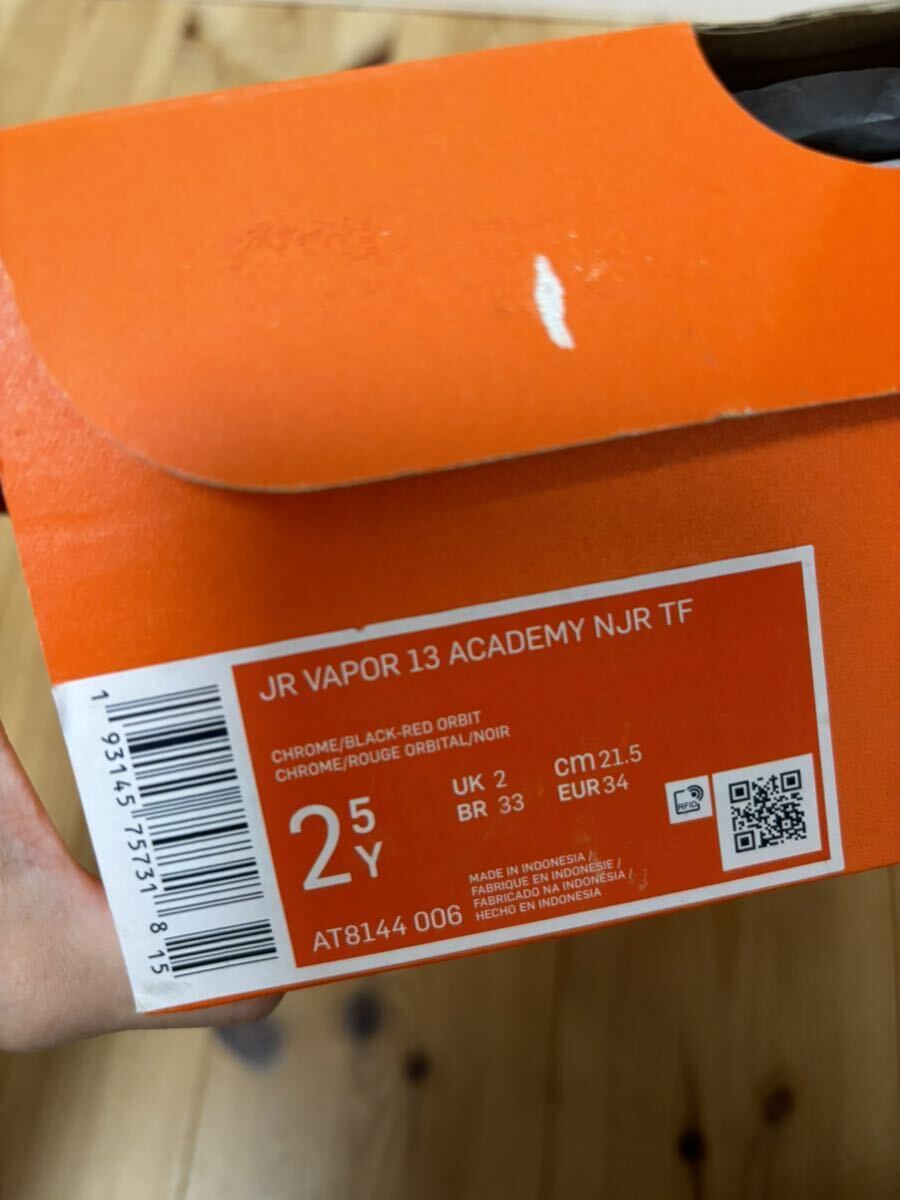 JR VAPOR 13 ACADEMY NJR TF
CHROME/BLACK-RED ORBIT
CHROME/ROUGE ORBITAL/NOIR
2 5 Y
UK 2
BR 33
cm 21.5
EUR 34
RFID
MADE IN INDONESIA /
FABRIQUE EN INDONESIE /
FABRICADO NA INDONÉSIA /
HECHO EN INDONESIA
AT8144 006
1 93145 75731 8 15